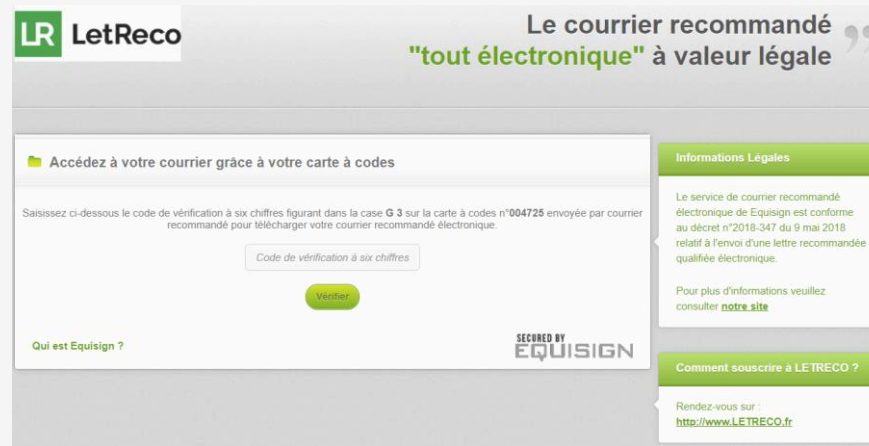 LR LetReco
Le courrier recommandé
"tout électronique" à valeur légale
Accédez à votre courrier grâce à votre carte à codes
Saisissez ci-dessous le code de vérification à six chiffres figurant dans la case G 3 sur la carte à codes n°004725 envoyée par courrier
recommandé pour télécharger votre courrier recommandé électronique.
Code de vérification à six chiffres
Vérifier
Qui est Equisign ?
SECURED BY
EQUISIGN
Informations Légales
Le service de courrier recommandé
électronique de Equisign est conforme
au décret n°2018-347 du 9 mai 2018
relatif à l'envoi d'une lettre recommandée
qualifiée électronique.
Pour plus d'informations veuillez
consulter notre site
Comment souscrire à LETRECO ?
Rendez-vous sur :
http://www.LETRECO.fr